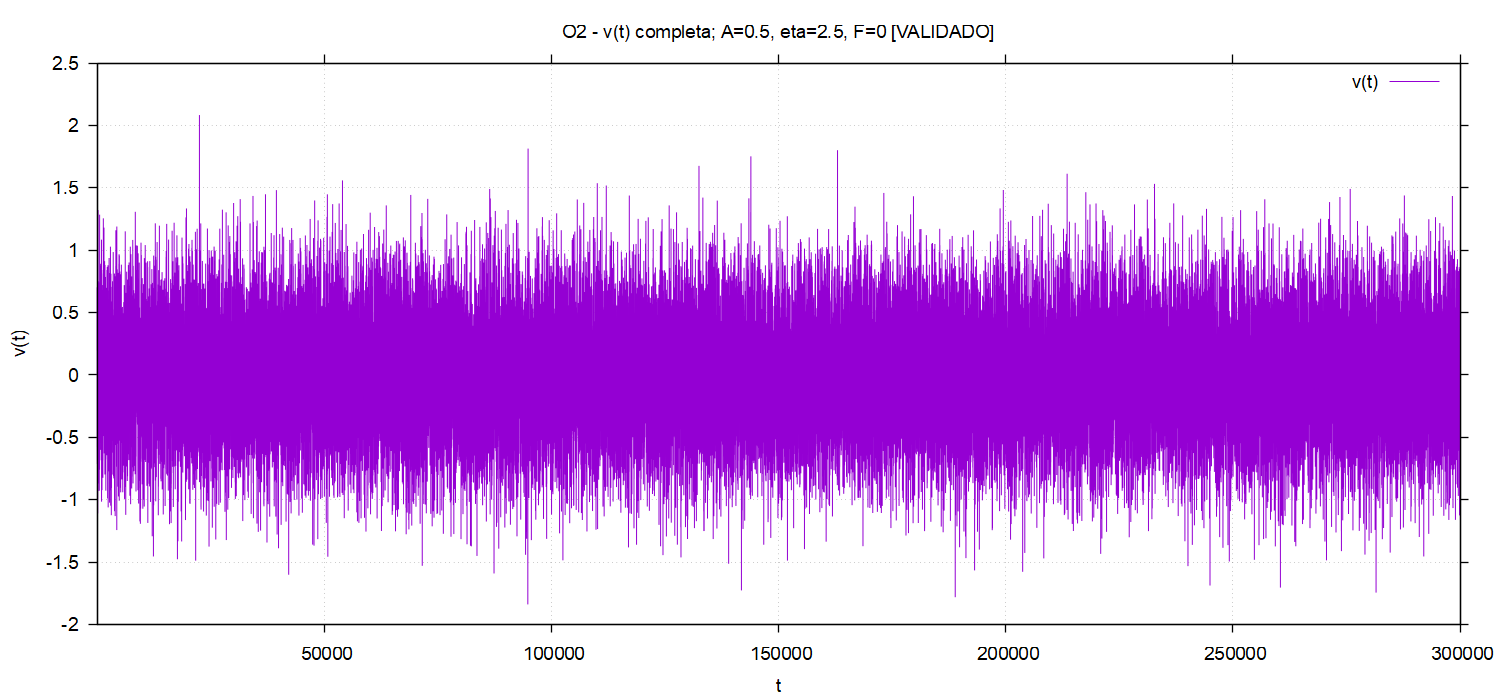 O2 - v(t) completa; A=0.5, eta=2.5, F=0 [VALIDADO]
2.5
v(t)
2
1.5
1
0.5
v(t)
0
-0.5
-1
-1.5
-2
50000 100000 150000 200000 250000 300000
t